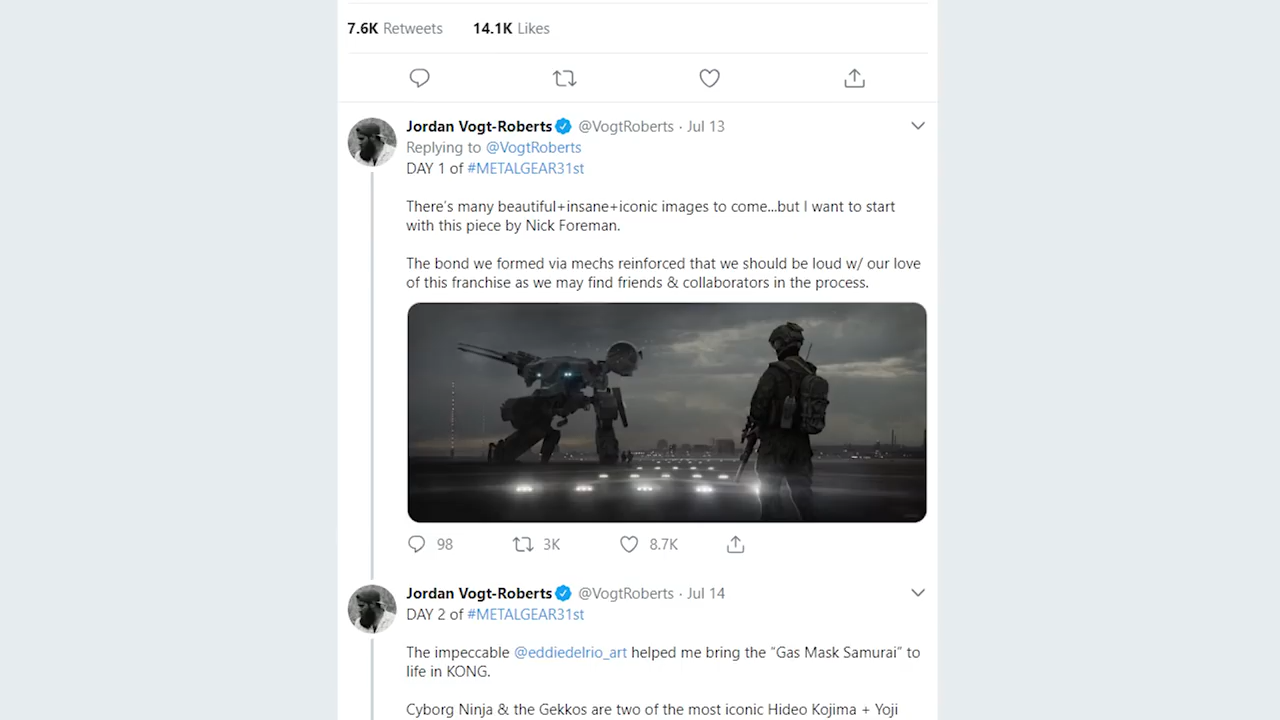 7.6K Retweets 14.1K Likes
Jordan Vogt-Roberts @VogtRoberts · Jul 13
Replying to @VogtRoberts
DAY 1 of #METALGEAR31st
There's many beautiful+insane+iconic images to come...but I want to start
with this piece by Nick Foreman.
The bond we formed via mechs reinforced that we should be loud w/ our love
of this franchise as we may find friends & collaborators in the process.
98 3K 8.7K
Jordan Vogt-Roberts @VogtRoberts · Jul 14
DAY 2 of #METALGEAR31st
The impeccable @eddiedelrio_art helped me bring the “Gas Mask Samurai” to
life in KONG.
Cyborg Ninja & the Gekkos are two of the most iconic Hideo Kojima + Yoji